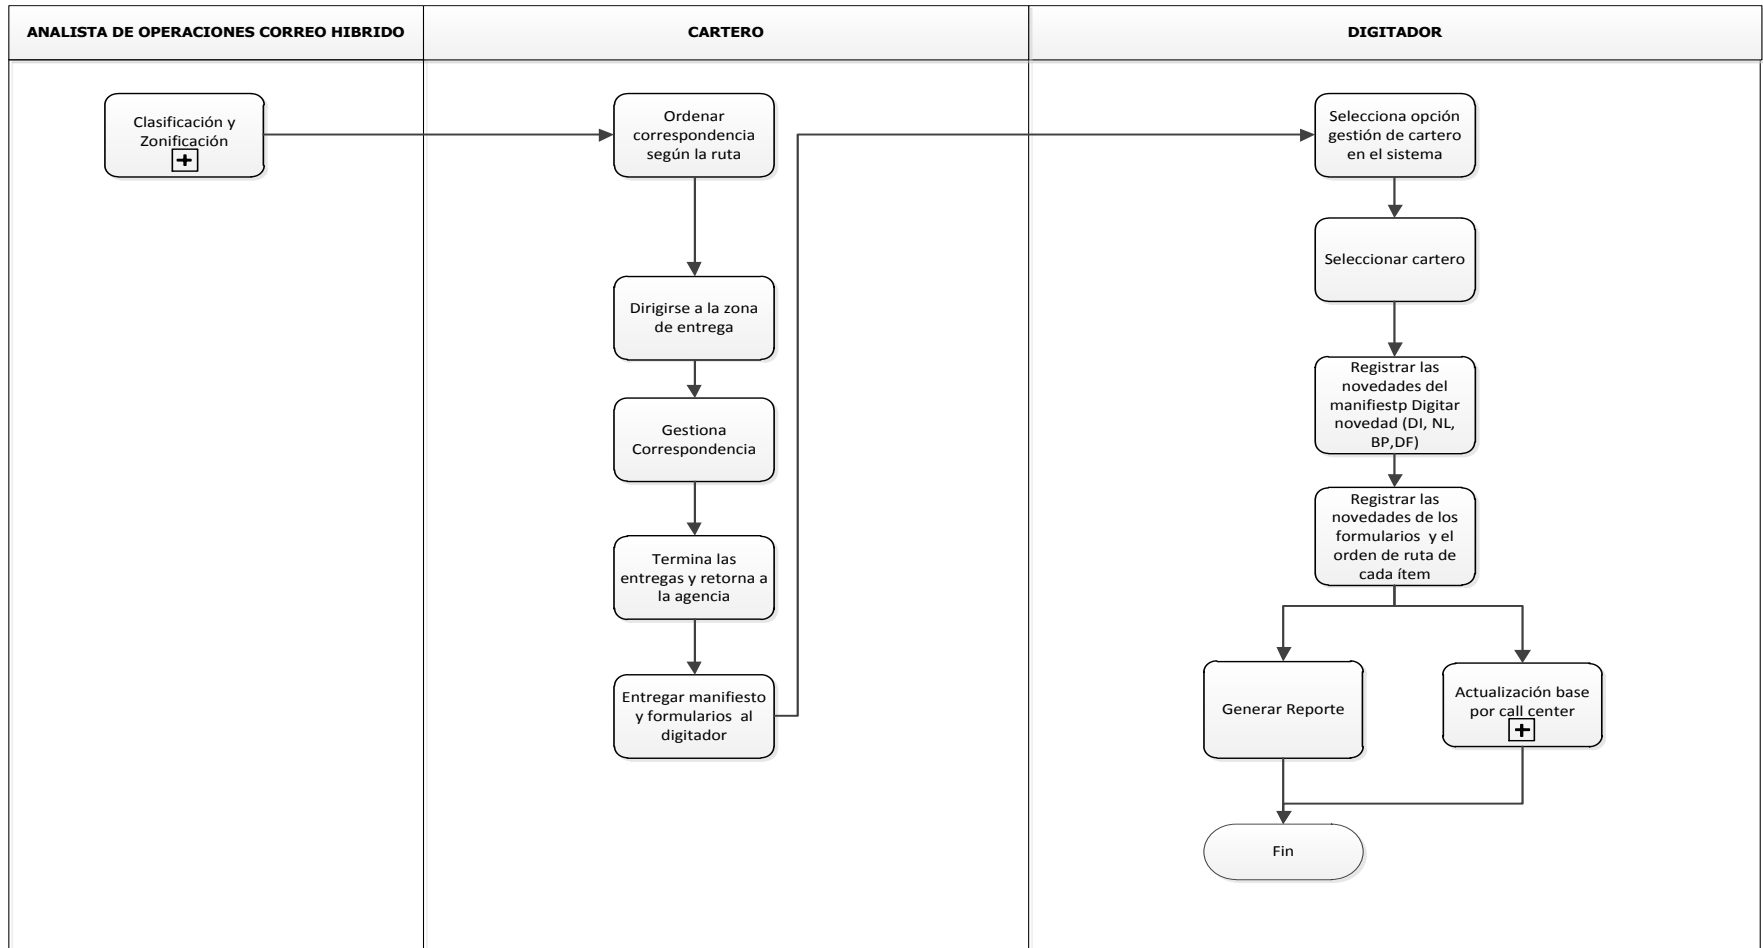 ANALISTA DE OPERACIONES CORREO HIBRIDO
CARTERO
DIGITADOR
Clasificación y
Zonificación
Ordenar
correspondencia
según la ruta
Dirigirse a la zona
de entrega
Gestiona
Correspondencia
Termina las
entregas y retorna a
la agencia
Entregar manifiesto
y formularios al
digitador
Selecciona opción
gestión de cartero
en el sistema
Seleccionar cartero
Registrar las
novedades del
manifiestp Digitar
novedad (DI, NL,
BP,DF)
Registrar las
novedades de los
formularios y el
orden de ruta de
cada ítem
Generar Reporte
Actualización base
por call center
Fin